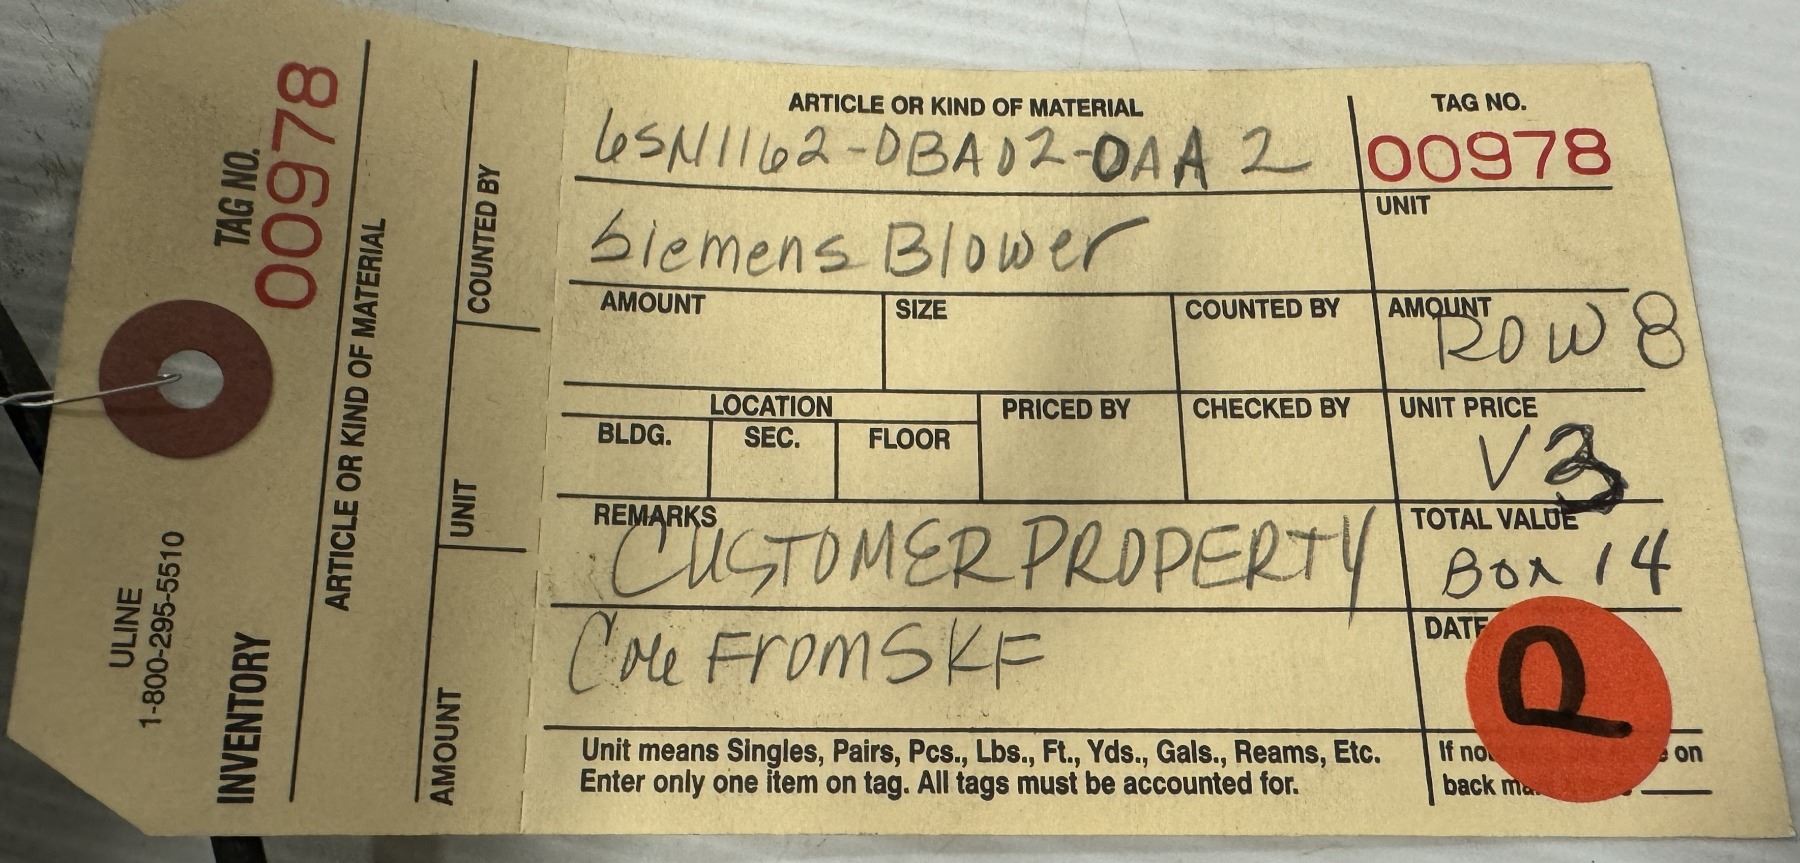 TAG NO.
00978
ARTICLE OR KIND OF MATERIAL
COUNTED BY
UNIT
AMOUNT
ULINE
1-800-295-5510
INVENTORY
ARTICLE OR KIND OF MATERIAL
6SN1162-0BA02-0AA2
TAG NO.
00978
Siemens Blower
UNIT
AMOUNT
SIZE
COUNTED BY
AMOUNT
ROW 8
LOCATION
BLDG.
SEC.
FLOOR
PRICED BY
CHECKED BY
UNIT PRICE
V3
REMARKS
CUSTOMER PROPERTY
TOTAL VALUE
Box 14
From SKF
DATE
P
Unit means Singles, Pairs, Pcs., Lbs., Ft., Yds., Gals., Reams, Etc.
Enter only one item on tag. All tags must be accounted for.
If no
on
back